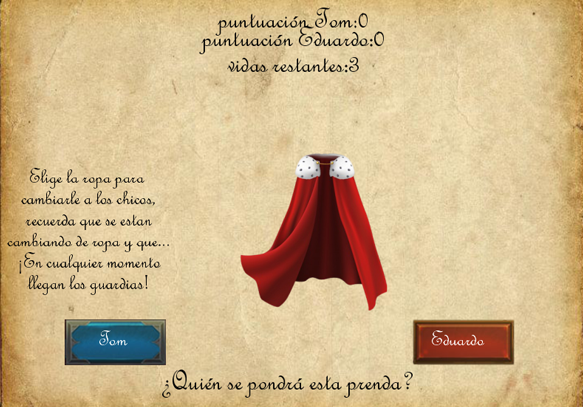 puntuación Tom:0
puntuación Eduardo:0
vidas restantes:3
Elige la ropa para
cambiarle a los chicos,
recuerda que se estan
cambiando de ropa y que...
¡En cualquier momento
llegan los guardias!
Tom
Eduardo
¿Quién se pondrá esta prenda?